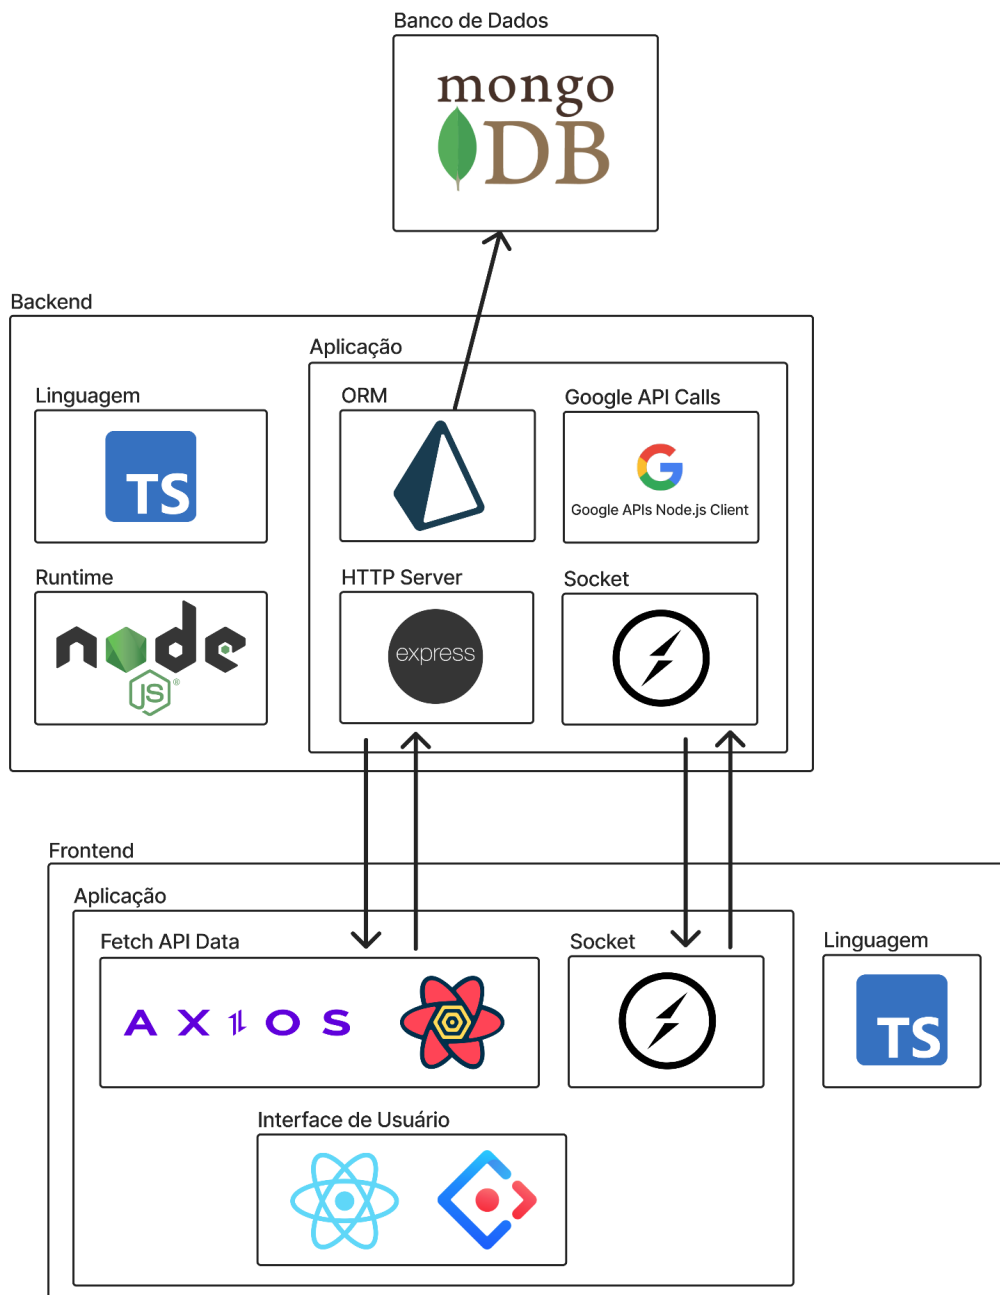 Banco de Dados
mongo
DB
Backend
Aplicação
Linguagem
TS
ORM
Google API Calls
G
Google APIs Node.js Client
Runtime
node
JS®
HTTP Server
express
Socket
Frontend
Aplicação
Fetch API Data
AXIOS
Socket
Linguagem
TS
Interface de Usuário